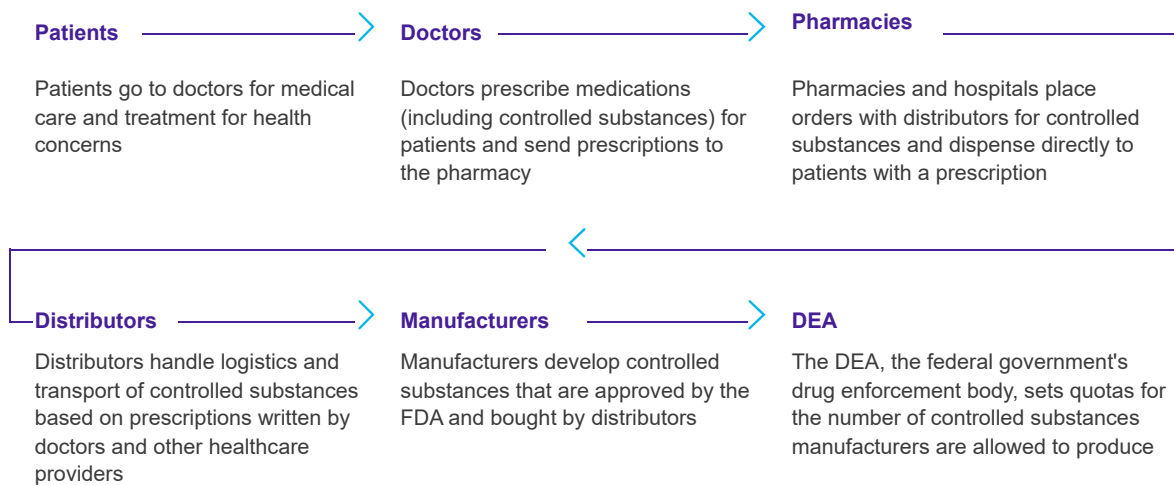 Patients
Doctors
Pharmacies
Patients go to doctors for medical
care and treatment for health
concerns
Doctors prescribe medications
(including controlled substances) for
patients and send prescriptions to
the pharmacy
Pharmacies and hospitals place
orders with distributors for controlled
substances and dispense directly to
patients with a prescription
Distributors
Manufacturers
DEA
Distributors handle logistics and
transport of controlled substances
based on prescriptions written by
doctors and other healthcare
providers
Manufacturers develop controlled
substances that are approved by the
FDA and bought by distributors
The DEA, the federal government's
drug enforcement body, sets quotas for
the number of controlled substances
manufacturers are allowed to produce